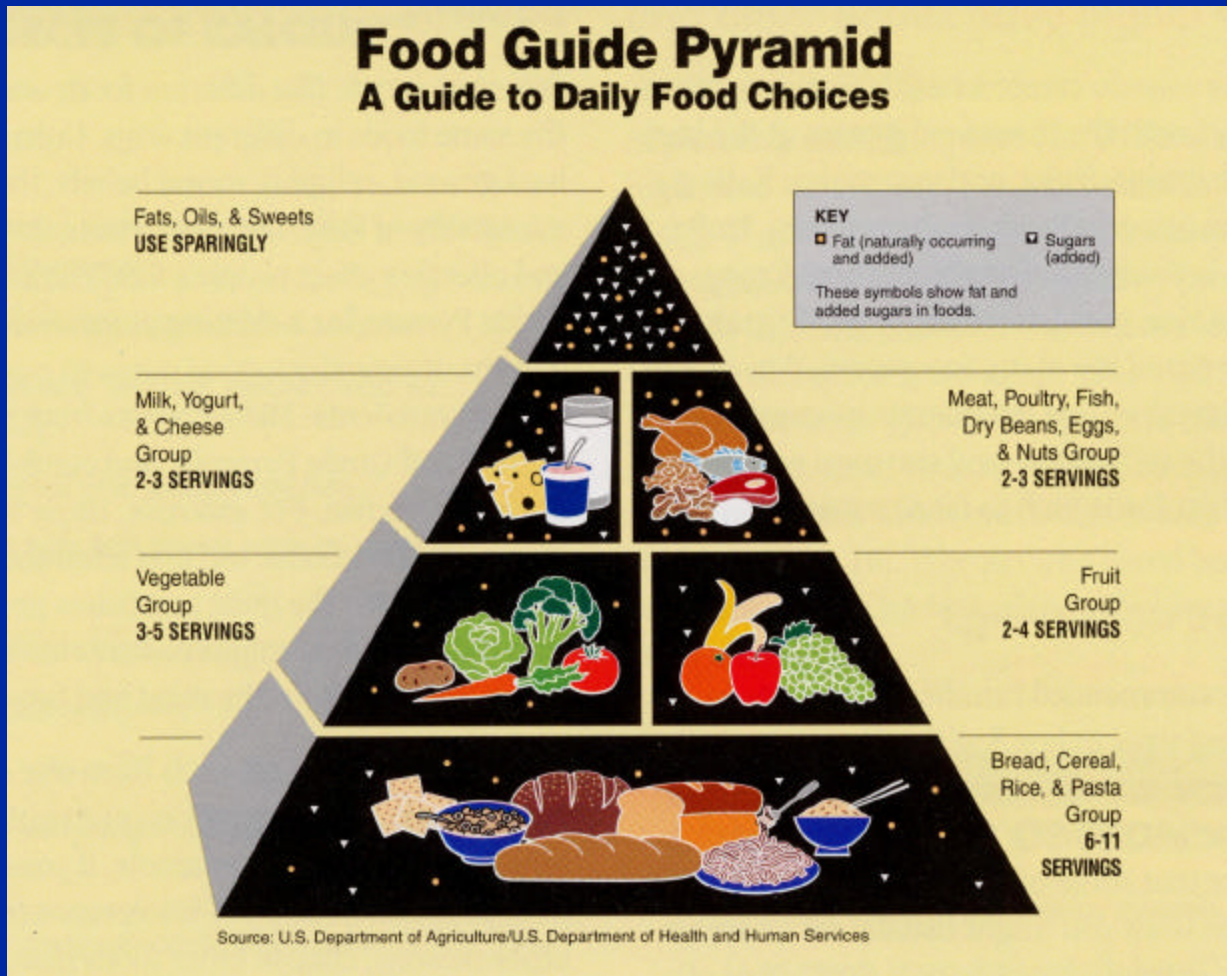 Food Guide Pyramid
A Guide to Daily Food Choices
Fats, Oils, & Sweets
USE SPARINGLY
KEY
Fat (naturally occurring
and added)
Sugars
(added)
These symbols show fat and
added sugars in foods.
Milk, Yogurt,
& Cheese
Group
2-3 SERVINGS
Meat, Poultry, Fish,
Dry Beans, Eggs,
& Nuts Group
2-3 SERVINGS
Vegetable
Group
3-5 SERVINGS
Fruit
Group
2-4 SERVINGS
Bread, Cereal,
Rice, & Pasta
Group
6-11
SERVINGS
Source: U.S. Department of Agriculture/U.S. Department of Health and Human Services